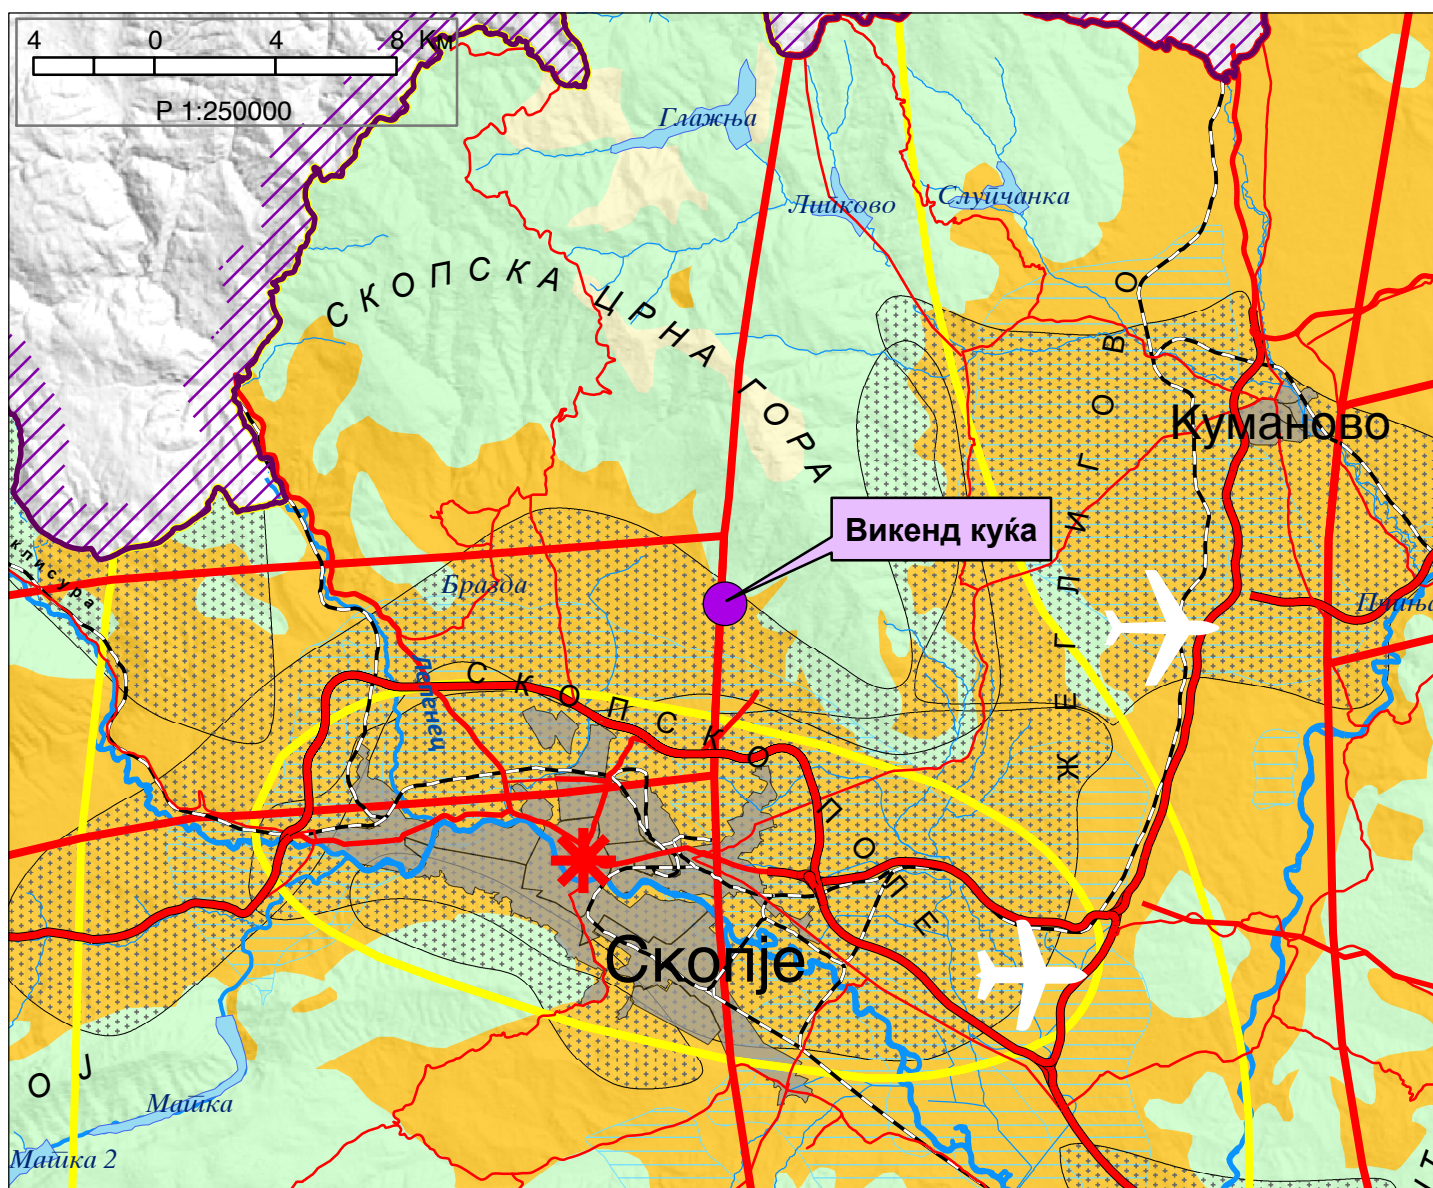 4 0 4 8 Км
Р 1:250000
Глажња
Липково
Слупчанка
СКОПСКА ЦРНА ГОРА
ЖЕГЛИГОВО
Куманово
Викенд куќа
клисура
Бразда
Пчиња
Лепенец
СКОПСКО ПОЛЕ
Скопје
ОЈ
Матка
Матка 2